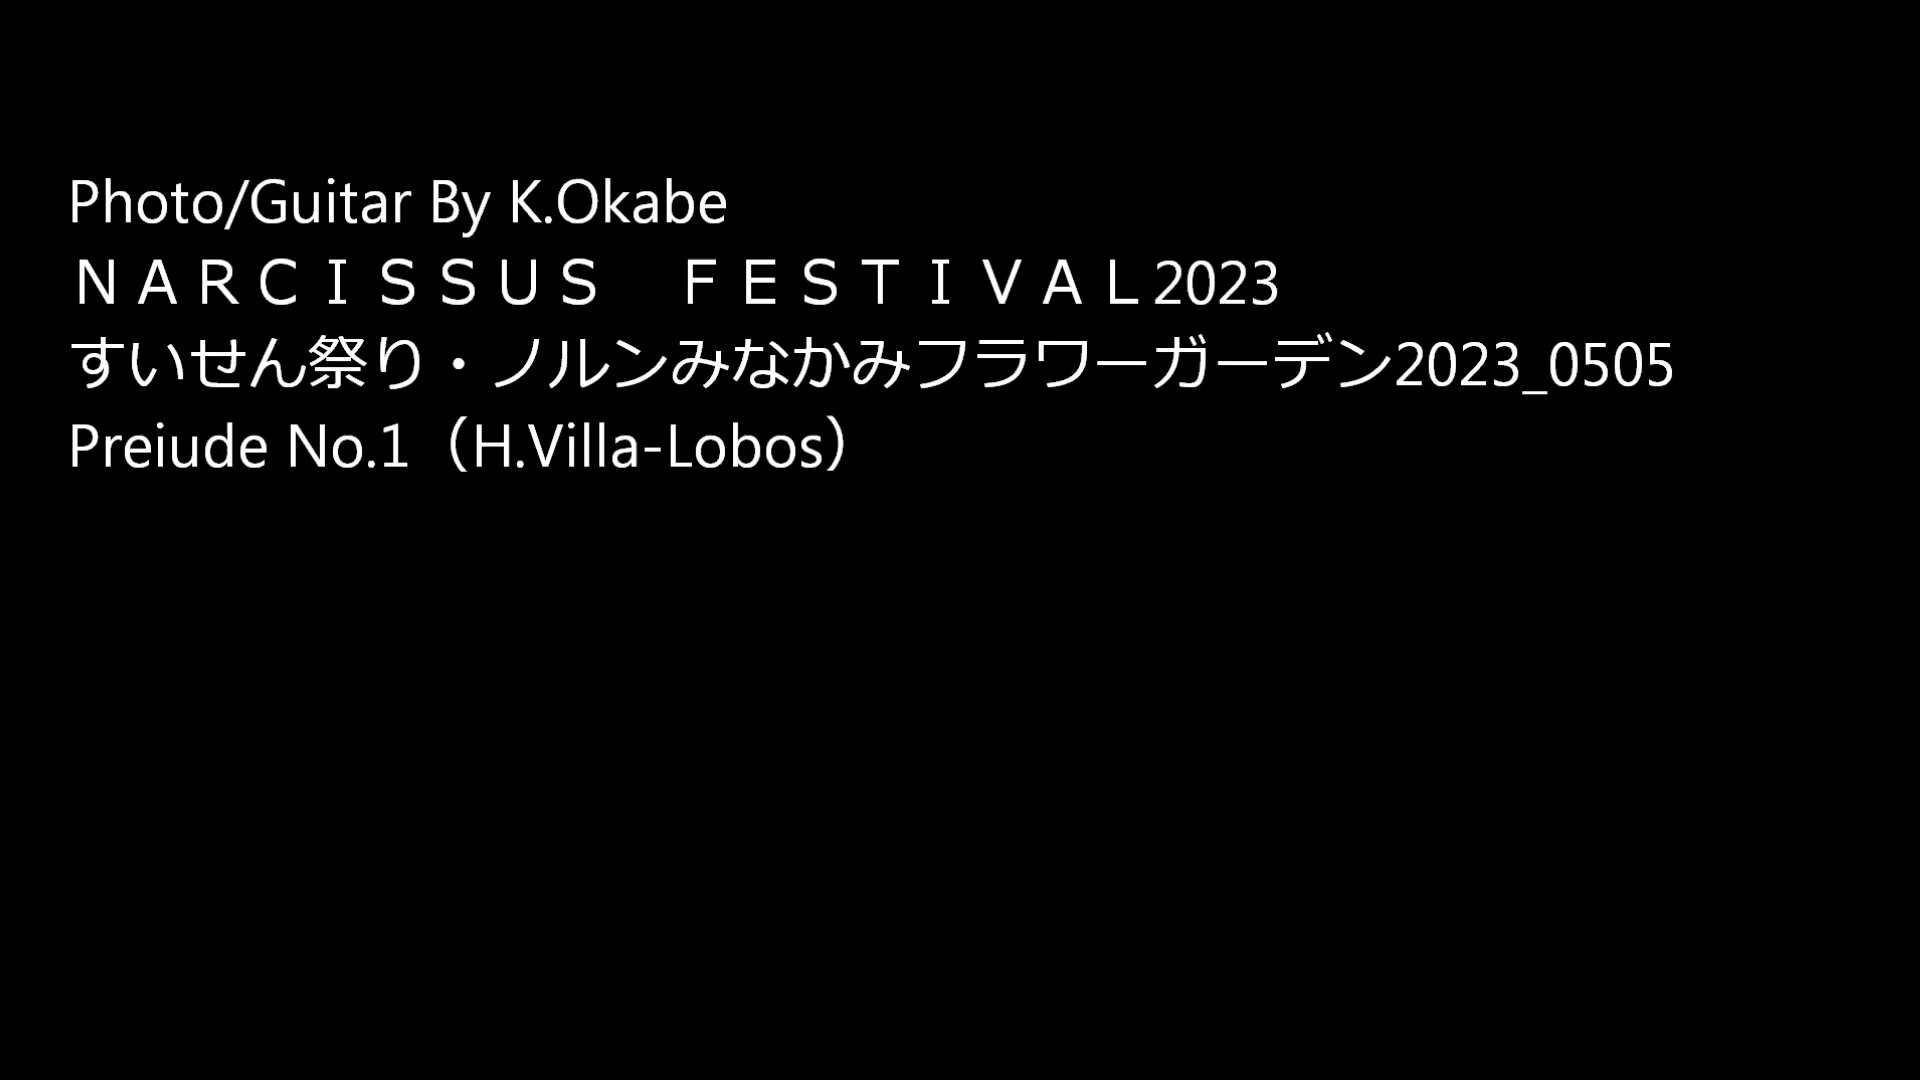 Photo/Guitar By K.Okabe
ＮＡＲＣＩＳＳＵＳ　ＦＥＳＴＩＶＡＬ2023
すいせん祭り・ノルンみなかみフラワーガーデン2023_0505
Preiude No.1（H.Villa-Lobos）